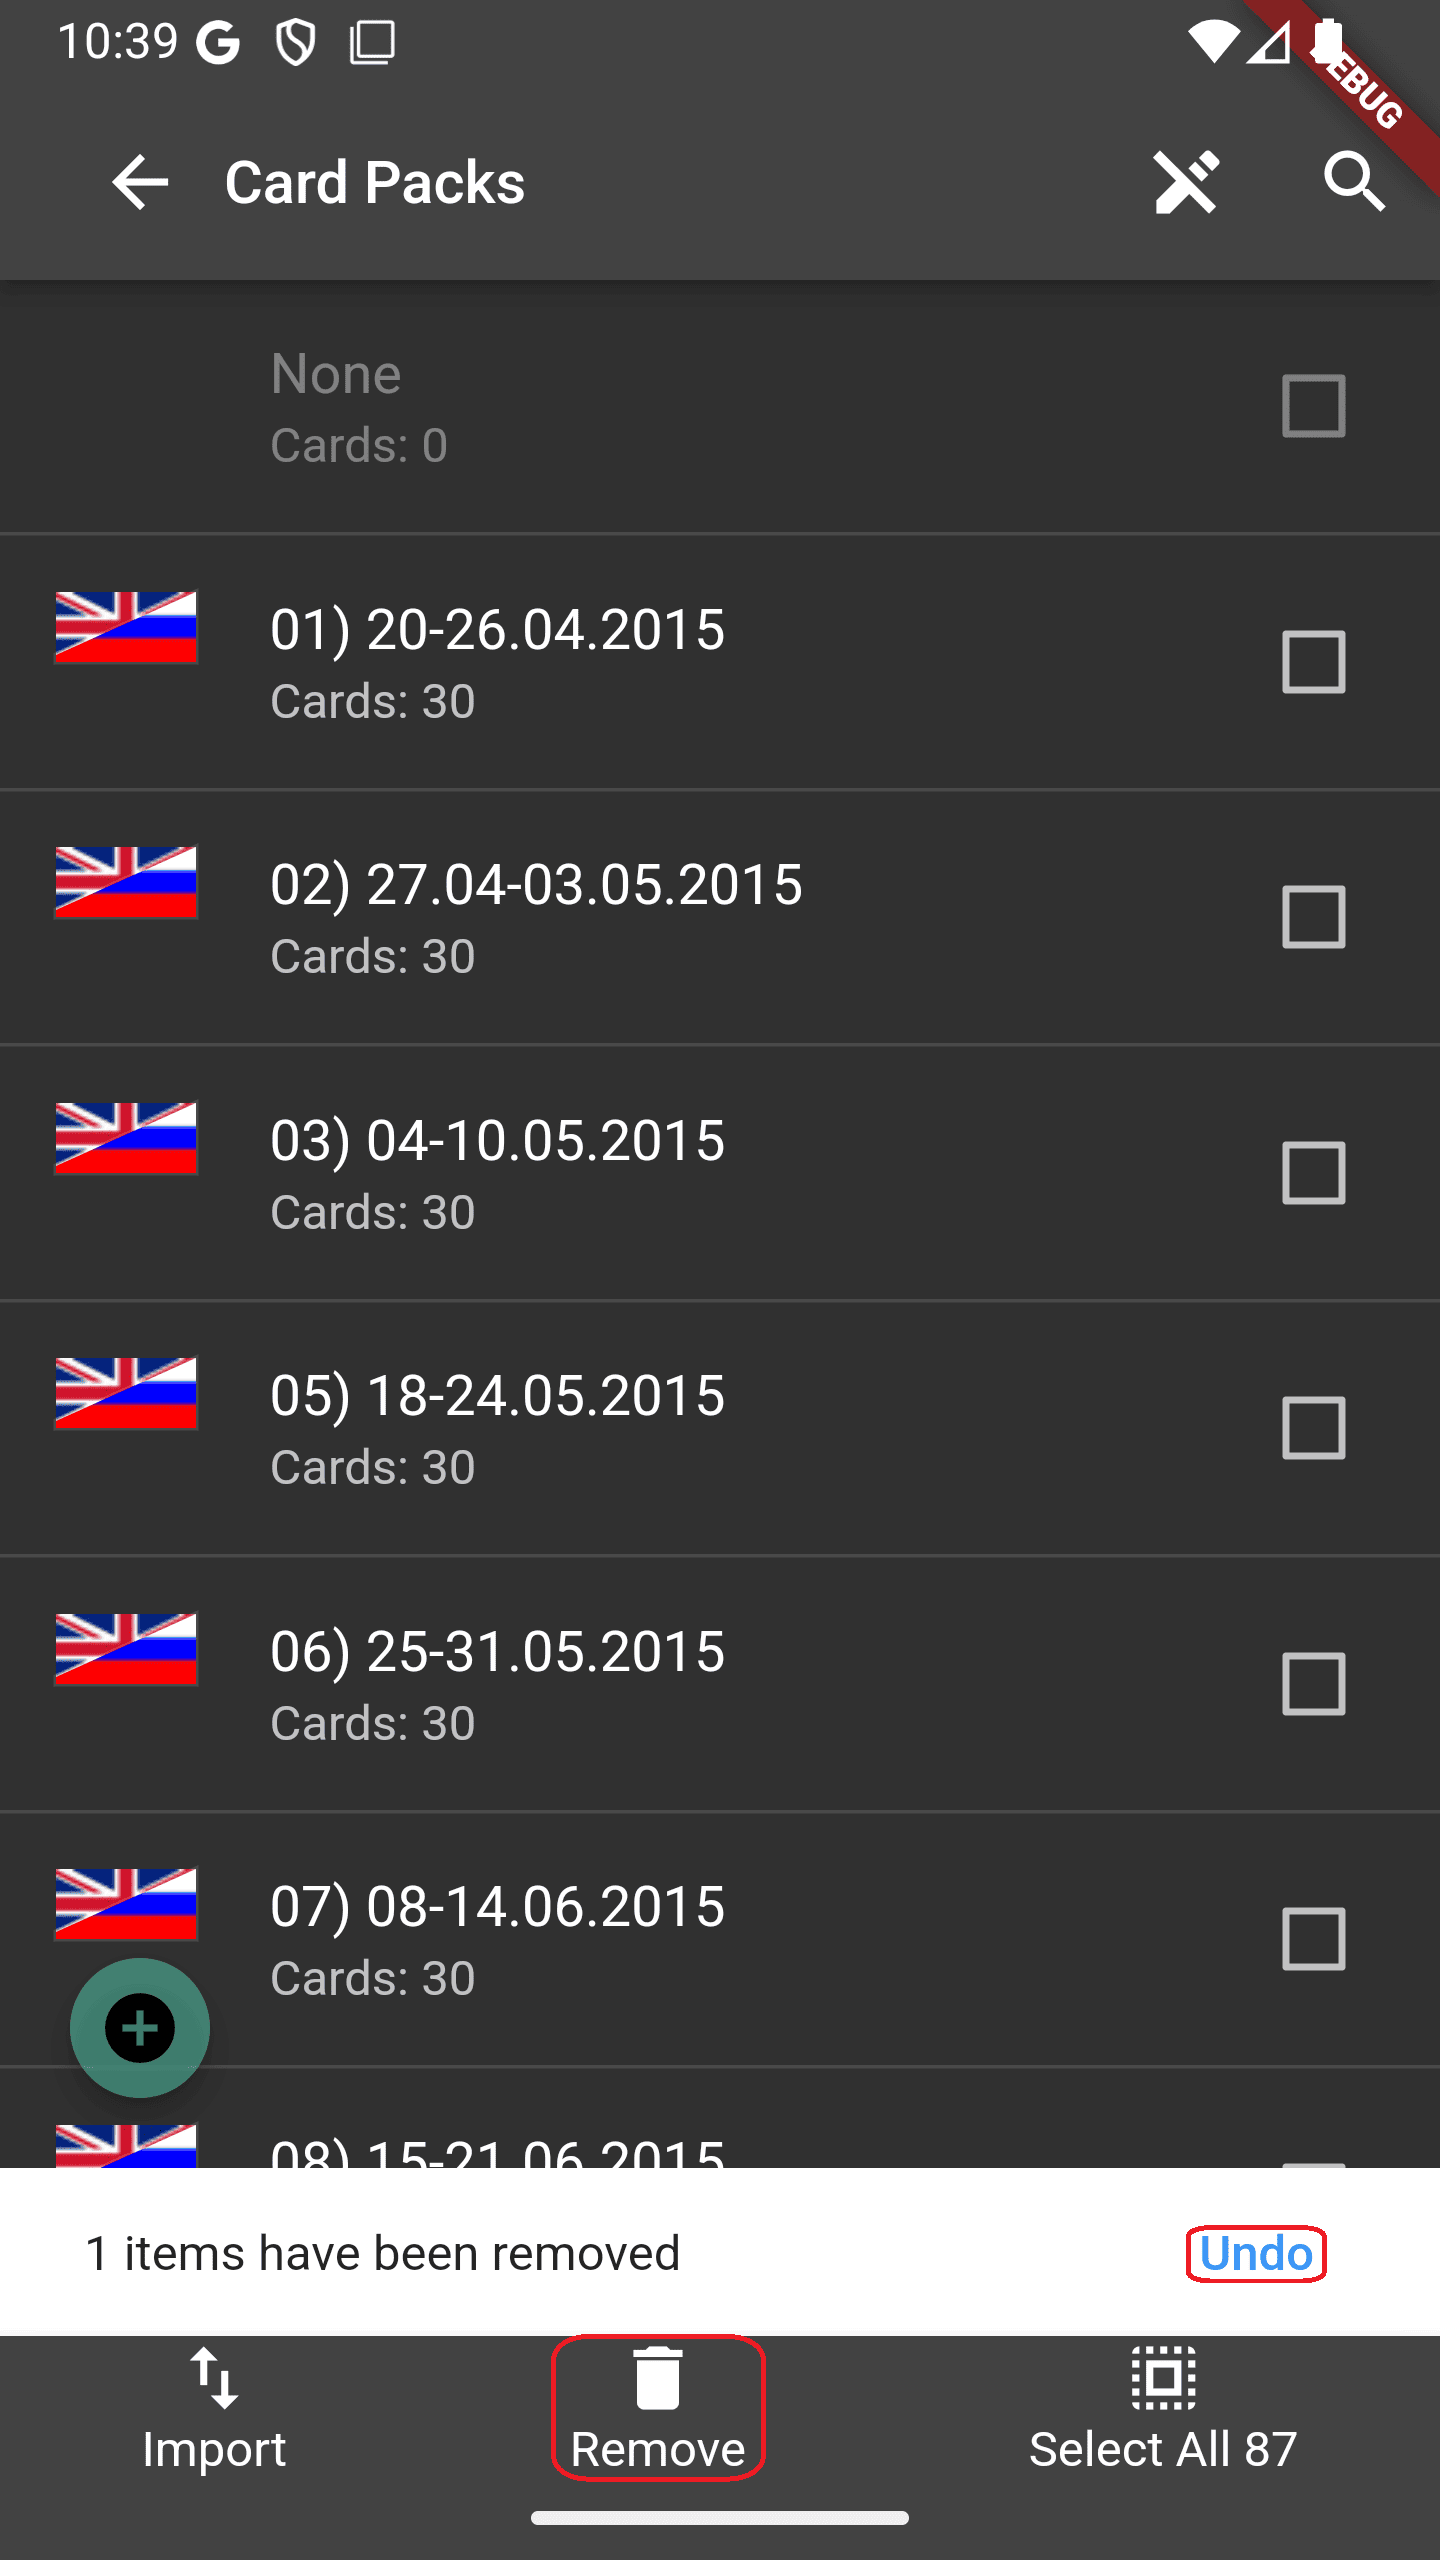 10:39
DEBUG
Card Packs
None
Cards: 0
01) 20-26.04.2015
Cards: 30
02) 27.04-03.05.2015
Cards: 30
03) 04-10.05.2015
Cards: 30
05) 18-24.05.2015
Cards: 30
06) 25-31.05.2015
Cards: 30
07) 08-14.06.2015
Cards: 30
08) 15-21.06.2015
1 items have been removed
Undo
Import
Remove
Select All 87